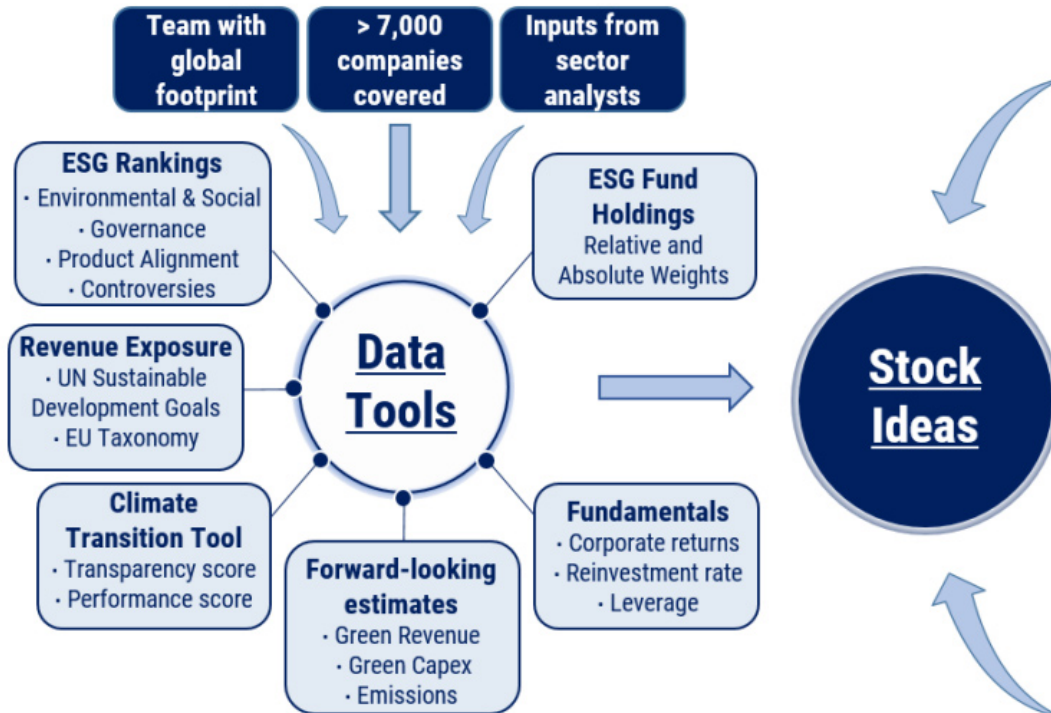 Team with
global
footprint
> 7,000
companies
covered
Inputs from
sector
analysts
ESG Rankings
· Environmental & Social
· Governance
· Product Alignment
· Controversies
ESG Fund
Holdings
Relative and
Absolute Weights
Revenue Exposure
· UN Sustainable
Development Goals
· EU Taxonomy
Data
Tools
Stock
Ideas
Climate
Transition Tool
· Transparency score
· Performance score
Forward-looking
estimates
· Green Revenue
· Green Capex
· Emissions
Fundamentals
· Corporate returns
· Reinvestment rate
· Leverage